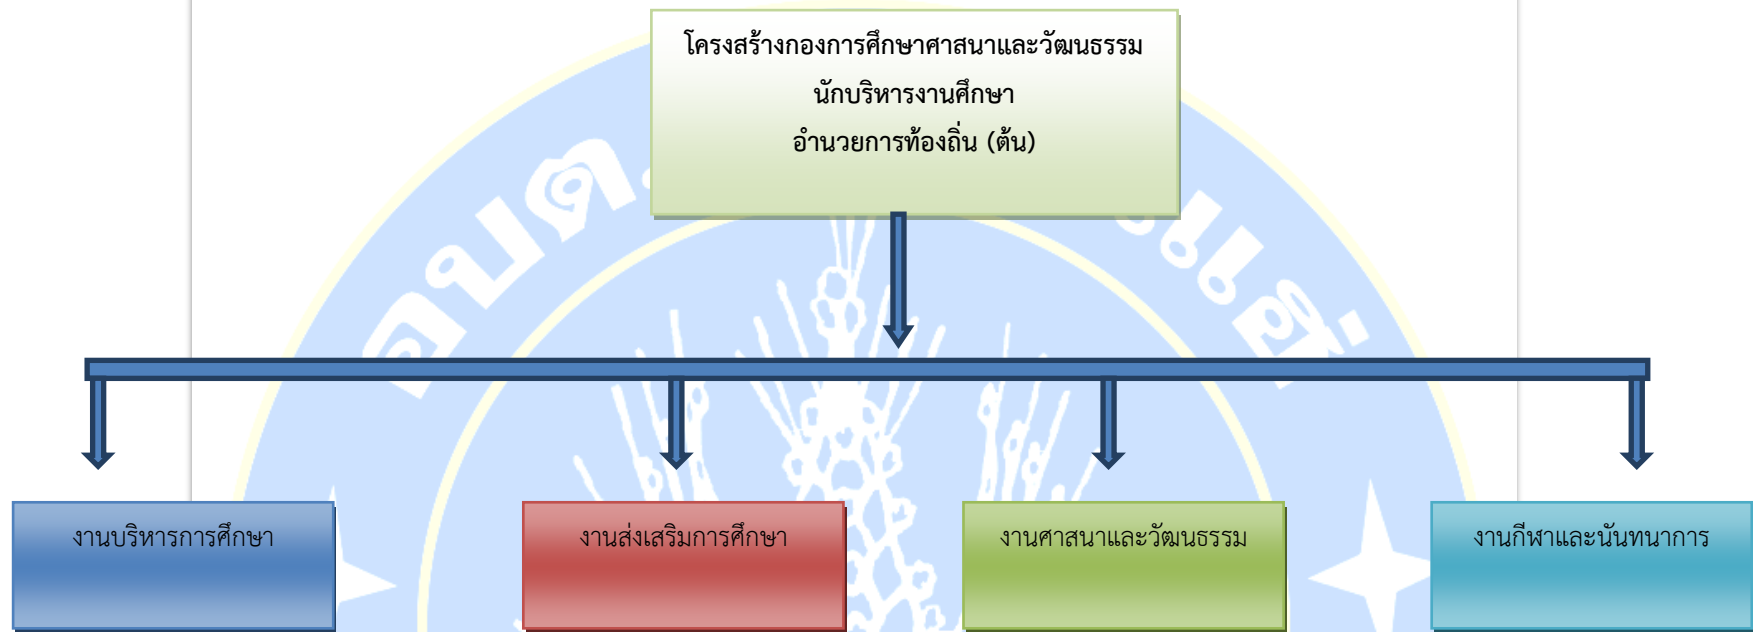 โครงสร้างกองการศึกษาศาสนาและวัฒนธรรม
นักบริหารงานศึกษา
อำนวยการท้องถิ่น (ต้น)
อบต.
งานบริหารการศึกษา
งานส่งเสริมการศึกษา
งานศาสนาและวัฒนธรรม
งานกีฬาและนันทนาการ